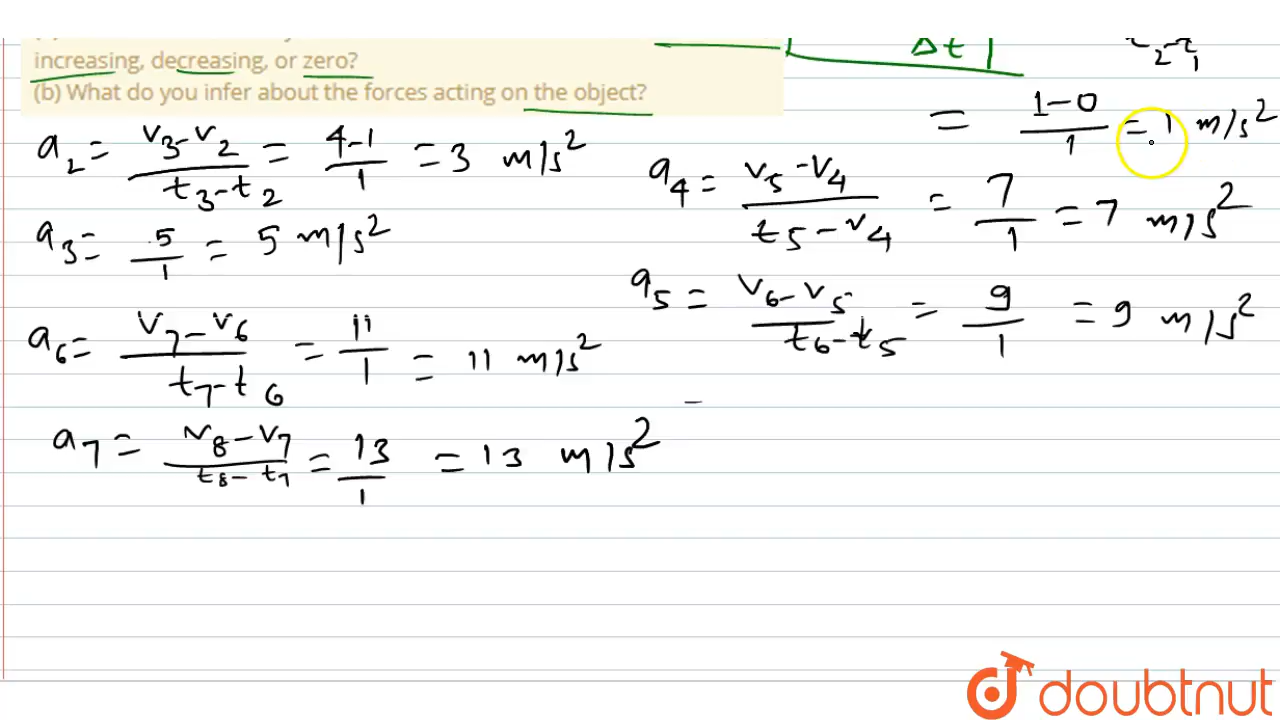 increasing, decreasing, or zero?
(b) What do you infer about the forces acting on the object?
Δt
t2-t1
= 1-0/1 = 1 m/s²
a2 = v3-v2/t3-t2 = 4-1/1 = 3 m/s²
a4 = v5-v4/t5-v4 = 7/1 = 7 m/s²
a3 = 5/1 = 5 m/s²
a5 = v6-v5/t6-t5 = 9/1 = 9 m/s²
a6 = v7-v6/t7-t6 = 11/1 = 11 m/s²
a7 = v8-v7/t8-t7 = 13/1 = 13 m/s²
doubtnut